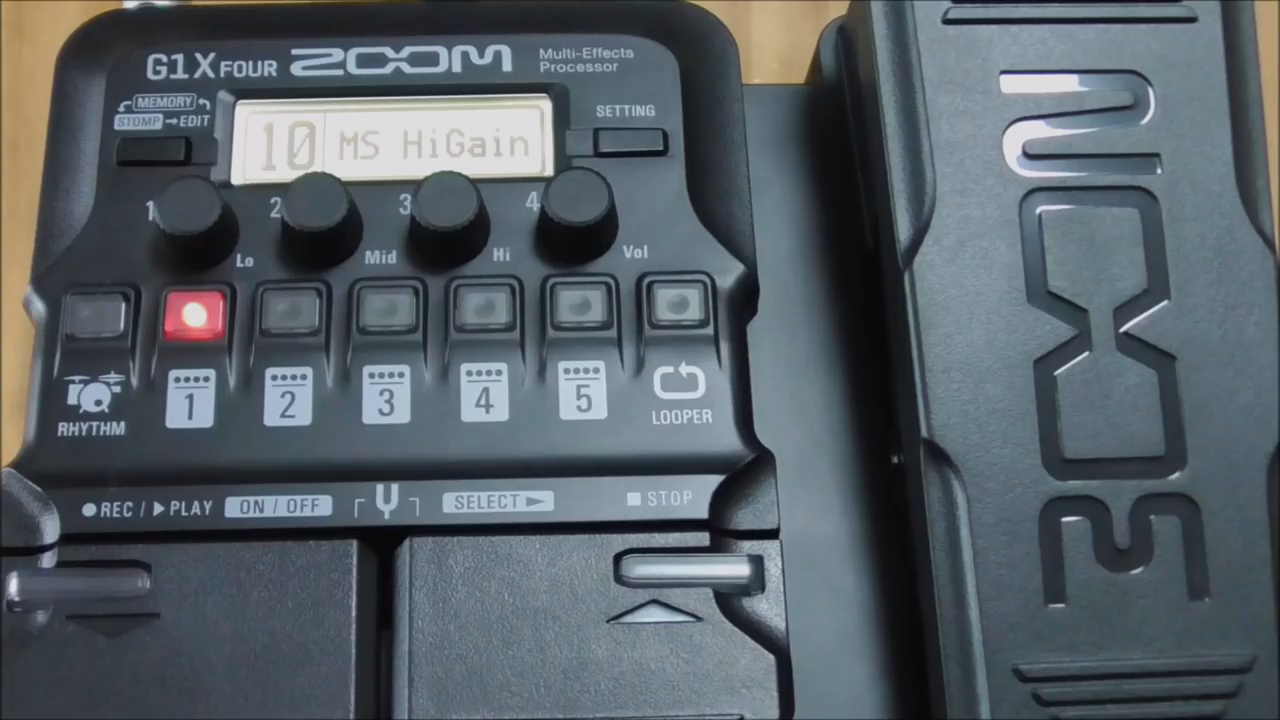 G1X FOUR ZOOM Multi-Effects
Processor
MEMORY
STOMP → EDIT
SETTING
10 MS HiGain
1 2 3 4
Lo Mid Hi Vol
1 2 3 4 5
RHYTHM LOOPER
●REC / ▶PLAY ON / OFF SELECT► ■ STOP
ZOOM